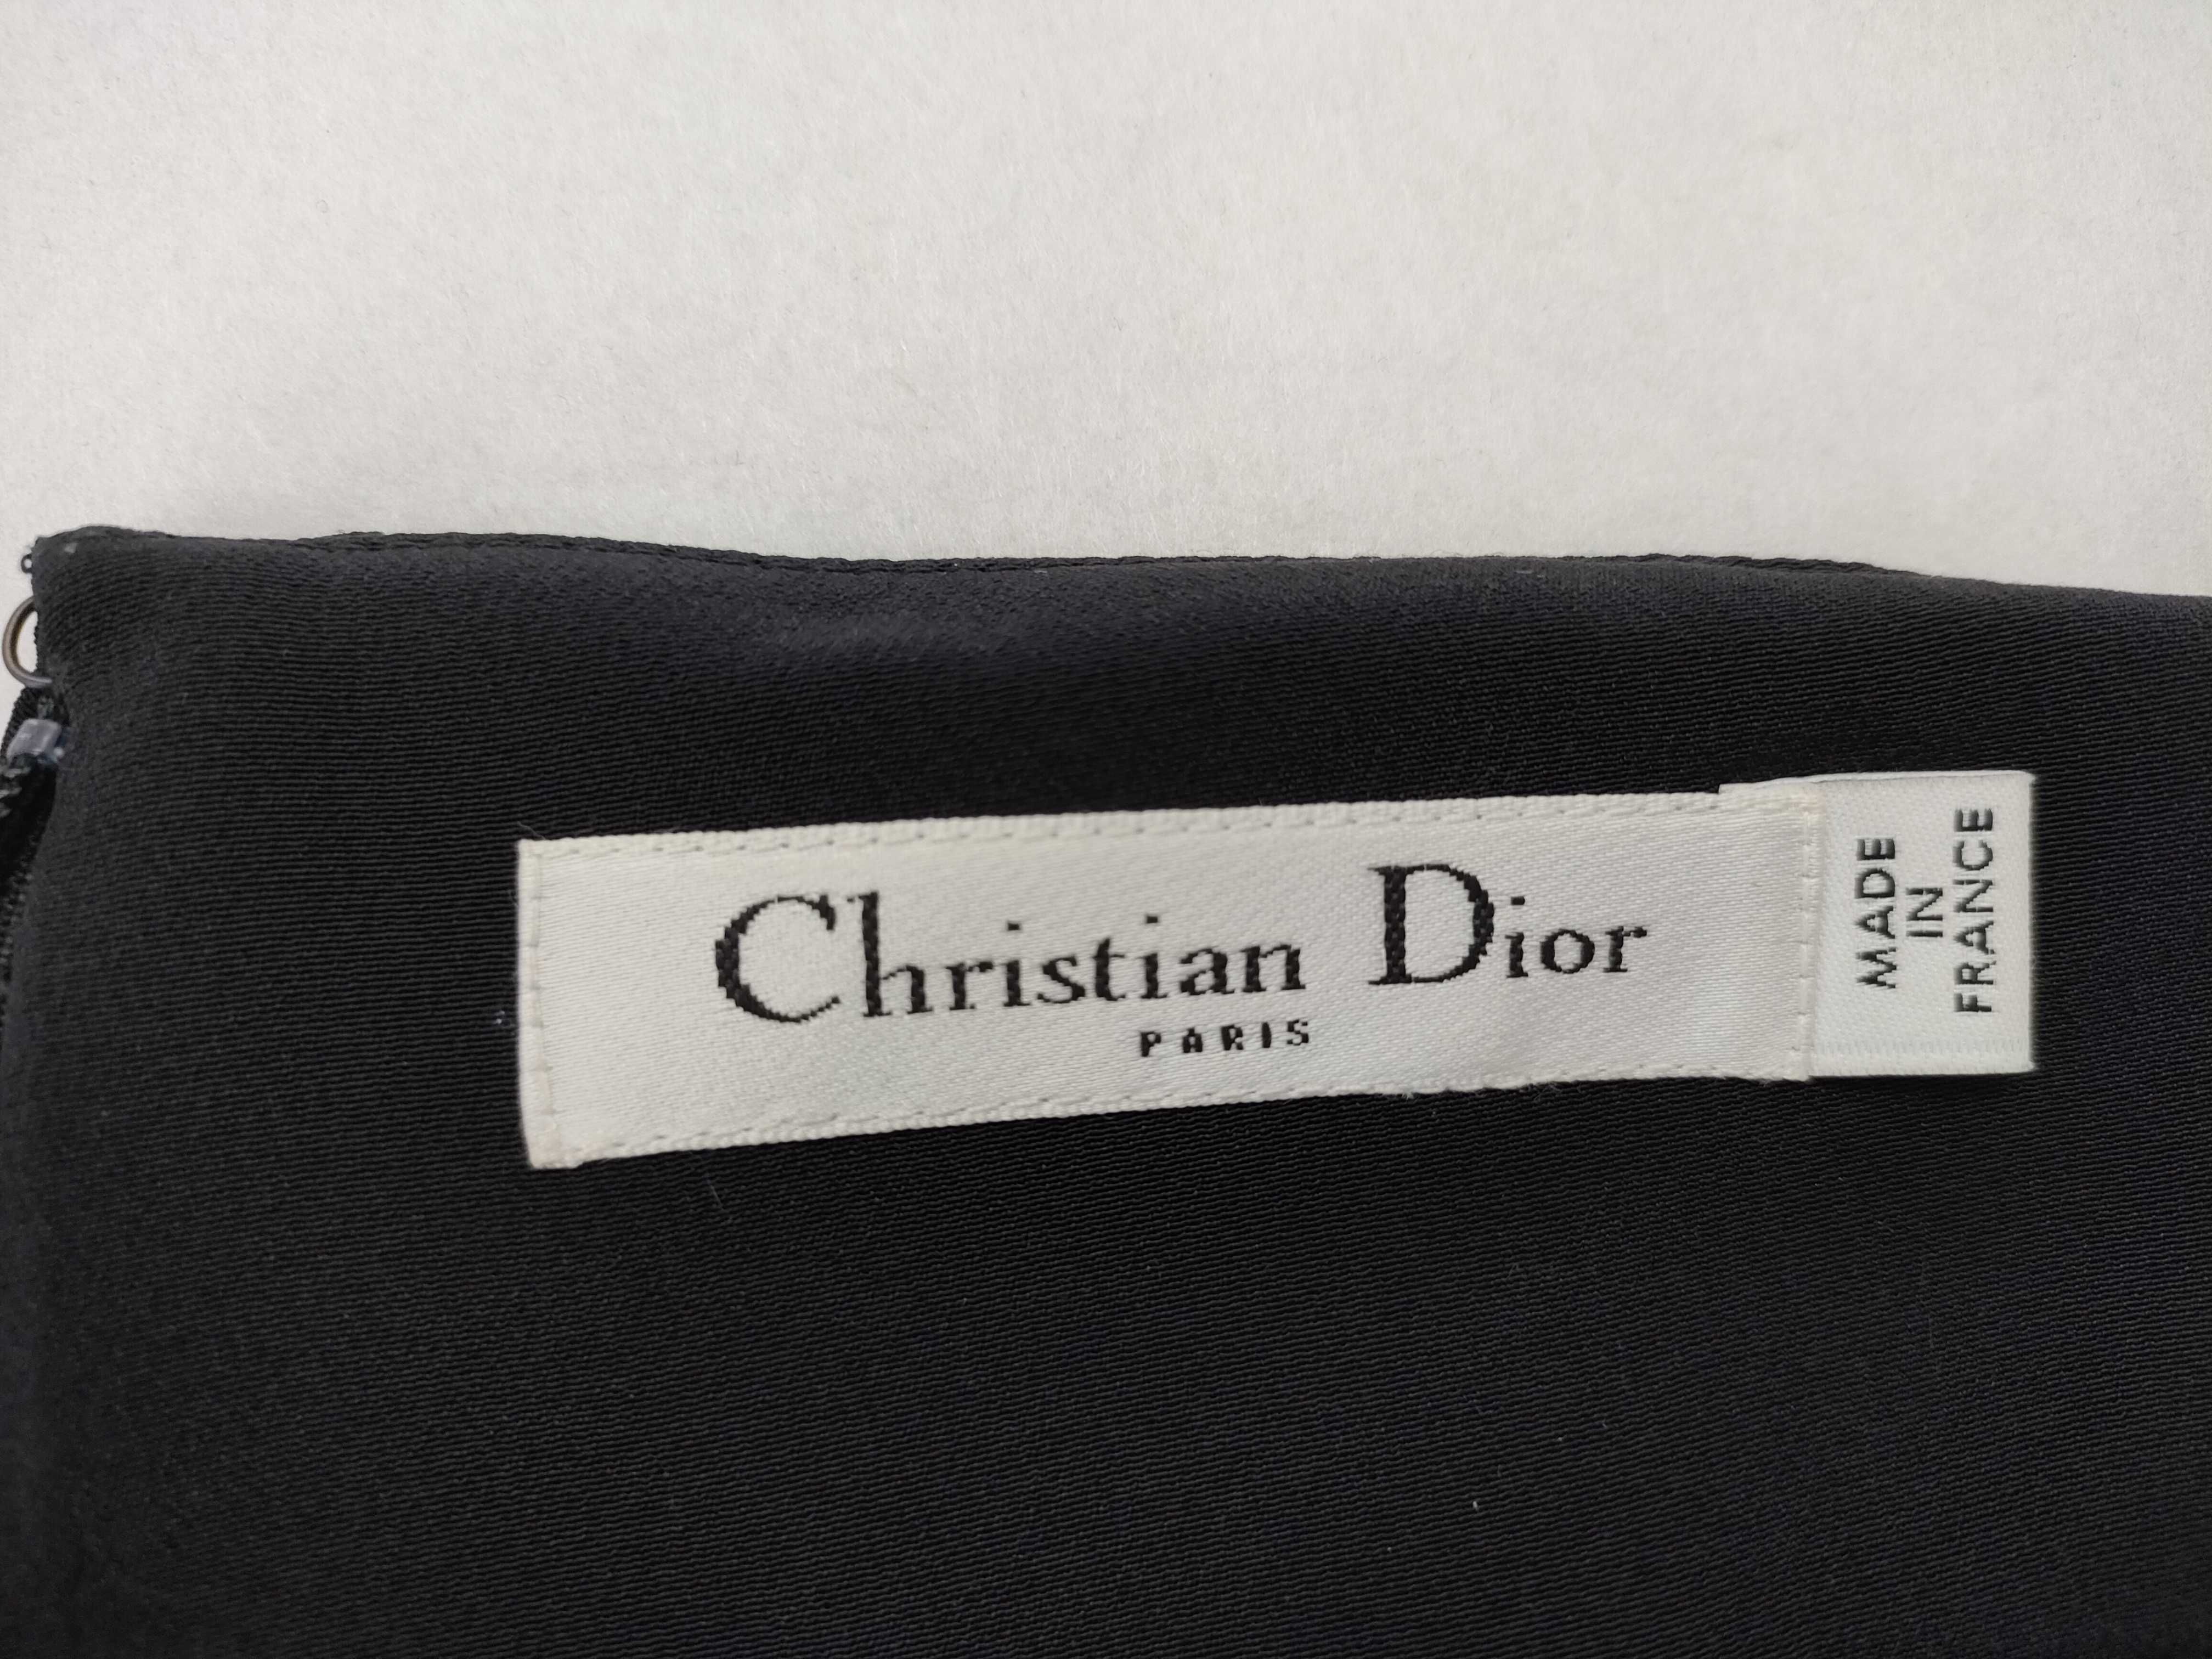 Christian Dior
PARIS
MADE
IN
FRANCE